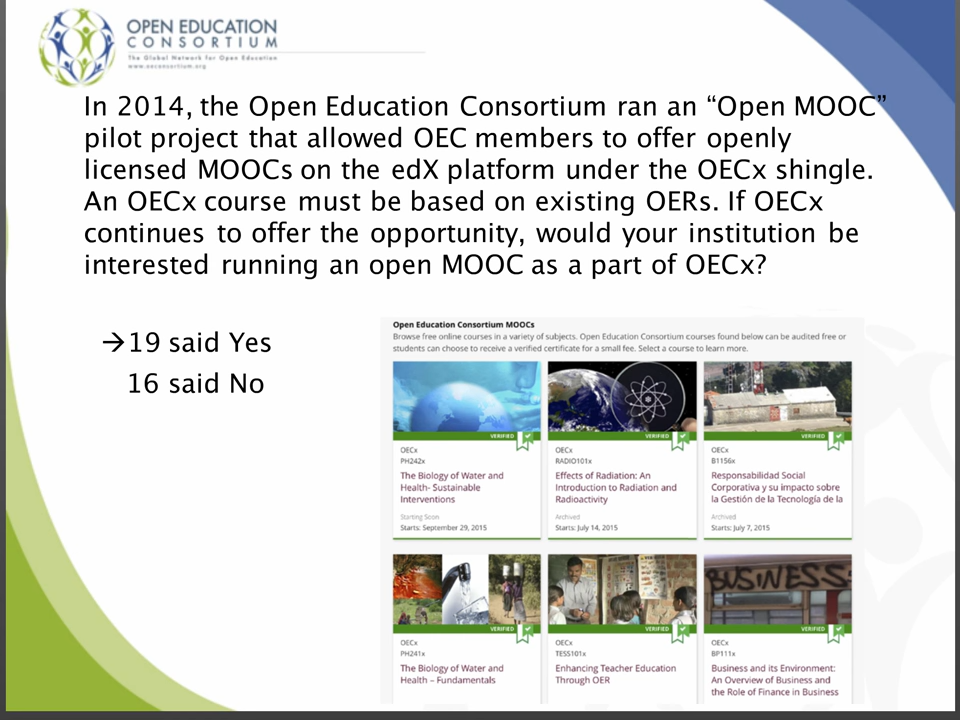 OPEN EDUCATION
CONSORTIUM
The Global Network for Open Education
www.oeconsortium.org
In 2014, the Open Education Consortium ran an “Open MOOC”
pilot project that allowed OEC members to offer openly
licensed MOOCs on the edX platform under the OECx shingle.
An OECx course must be based on existing OERs. If OECx
continues to offer the opportunity, would your institution be
interested running an open MOOC as a part of OECx?
→19 said Yes
16 said No
Open Education Consortium MOOCs
Browse free online courses in a variety of subjects. Open Education Consortium courses found below can be audited free or
students can choose to receive a verified certificate for a small fee. Select a course to learn more.
VERIFIED
OECx
PH242x
The Biology of Water and
Health- Sustainable
Interventions
Starting Soon
Starts: September 29, 2015
VERIFIED
OECx
RADIO101x
Effects of Radiation: An
Introduction to Radiation and
Radioactivity
Archived
Starts: July 14, 2015
VERIFIED
OECx
B1156x
Responsabilidad Social
Corporativa y su impacto sobre
la Gestión de la Tecnología de la
Archived
Starts: July 7, 2015
VERIFIED
OECx
PH241x
The Biology of Water and
Health – Fundamentals
VERIFIED
OECx
TESS101x
Enhancing Teacher Education
Through OER
BUSINESS
VERIFIED
OECx
BP111x
Business and its Environment:
An Overview of Business and
the Role of Finance in Business